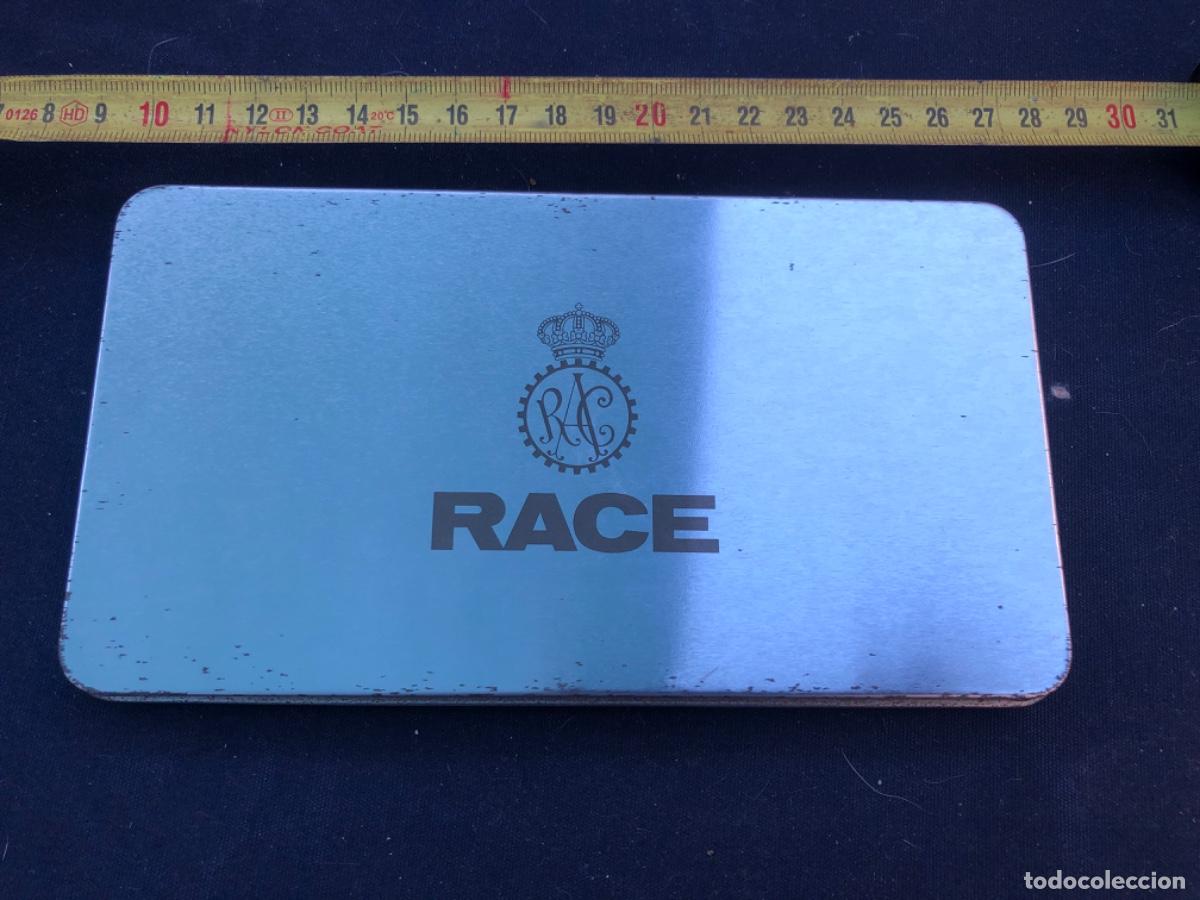 0126 8 HD 9 10 11 12 II 13 14 20°C 15 16 17 18 19 20 21 22 23 24 25 26 27 28 29 30 31
RAC
RACE
todocoleccion